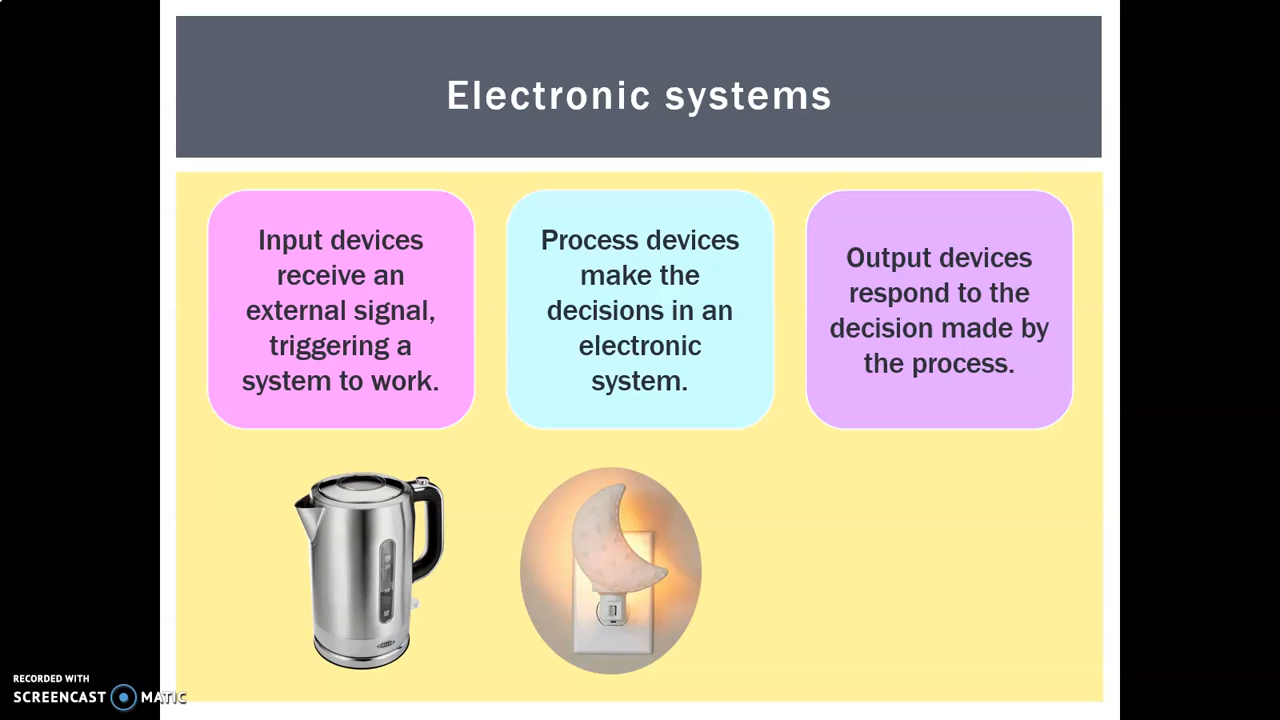 Electronic systems
Input devices
receive an
external signal,
triggering a
system to work.
Process devices
make the
decisions in an
electronic
system.
Output devices
respond to the
decision made by
the process.
RECORDED WITH
SCREENCAST MATIC